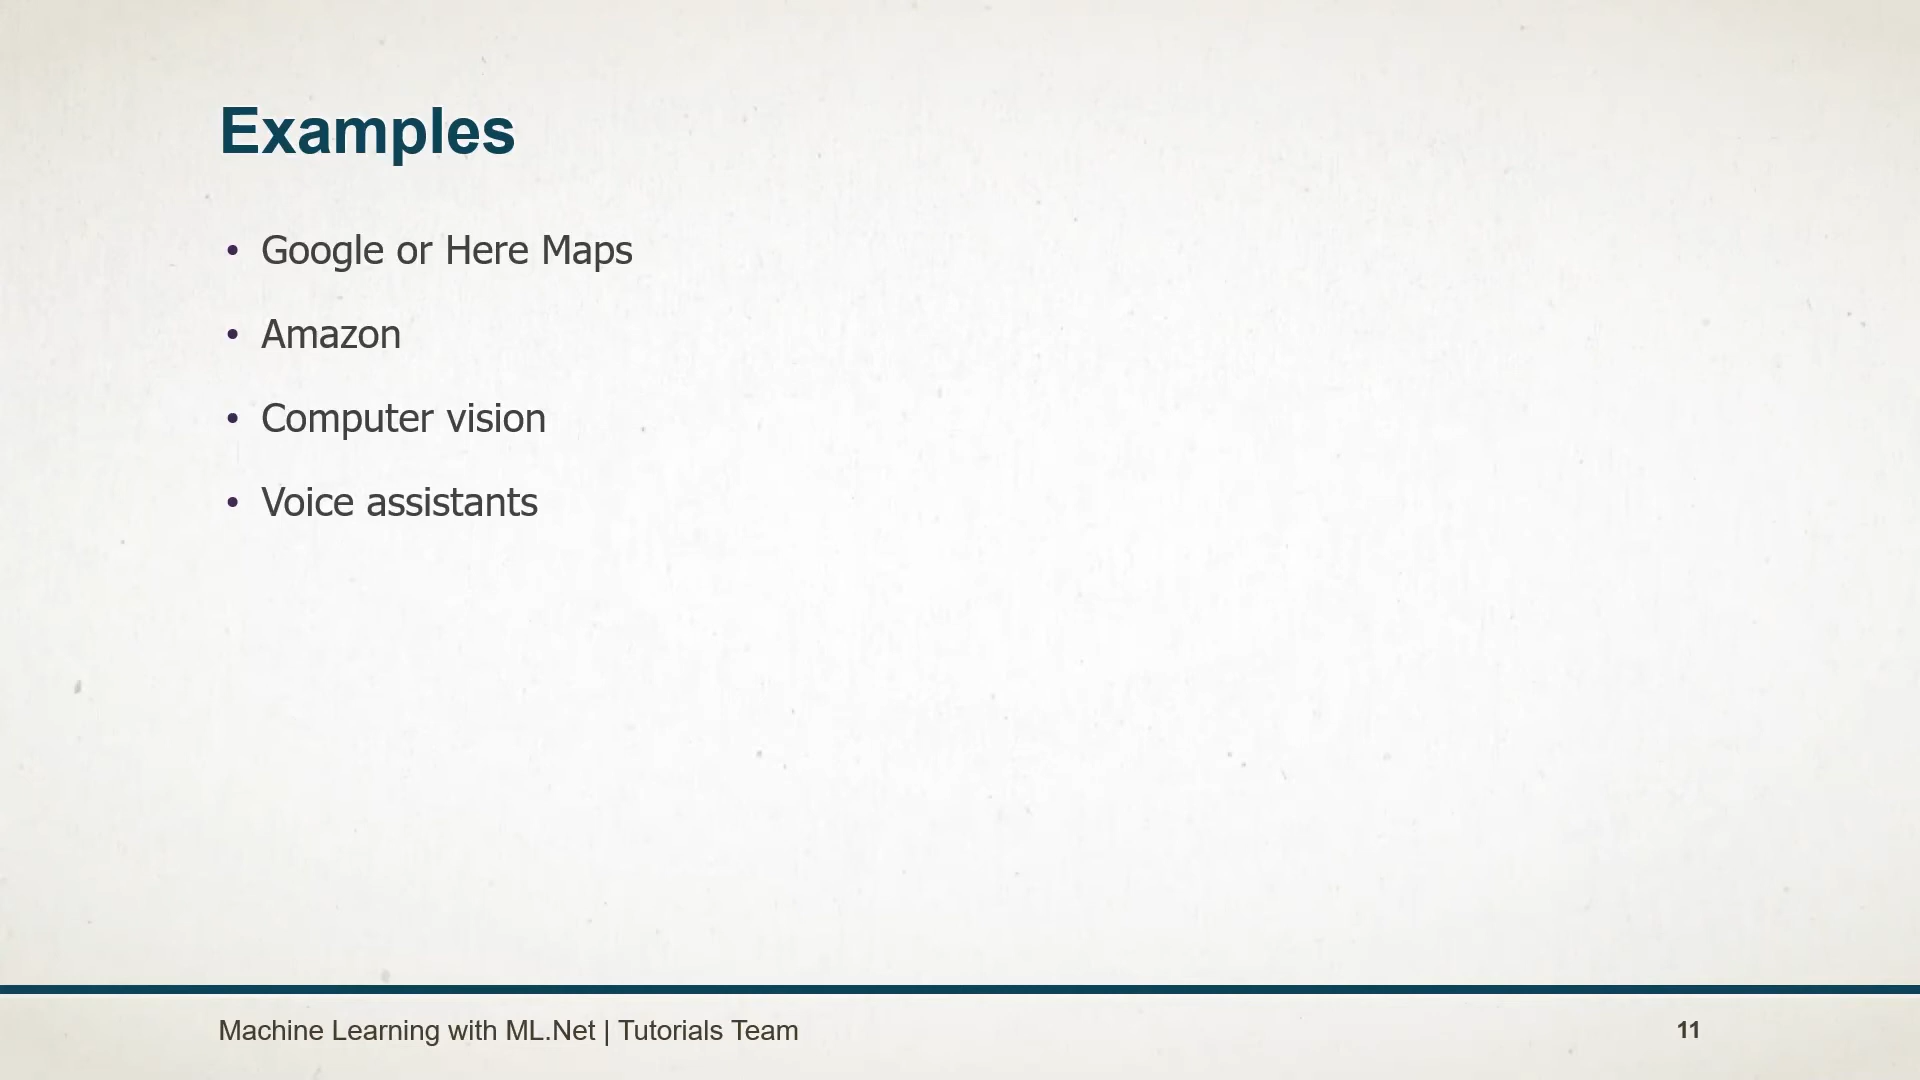 Examples
• Google or Here Maps
• Amazon
• Computer vision
• Voice assistants
Machine Learning with ML.Net | Tutorials Team
11